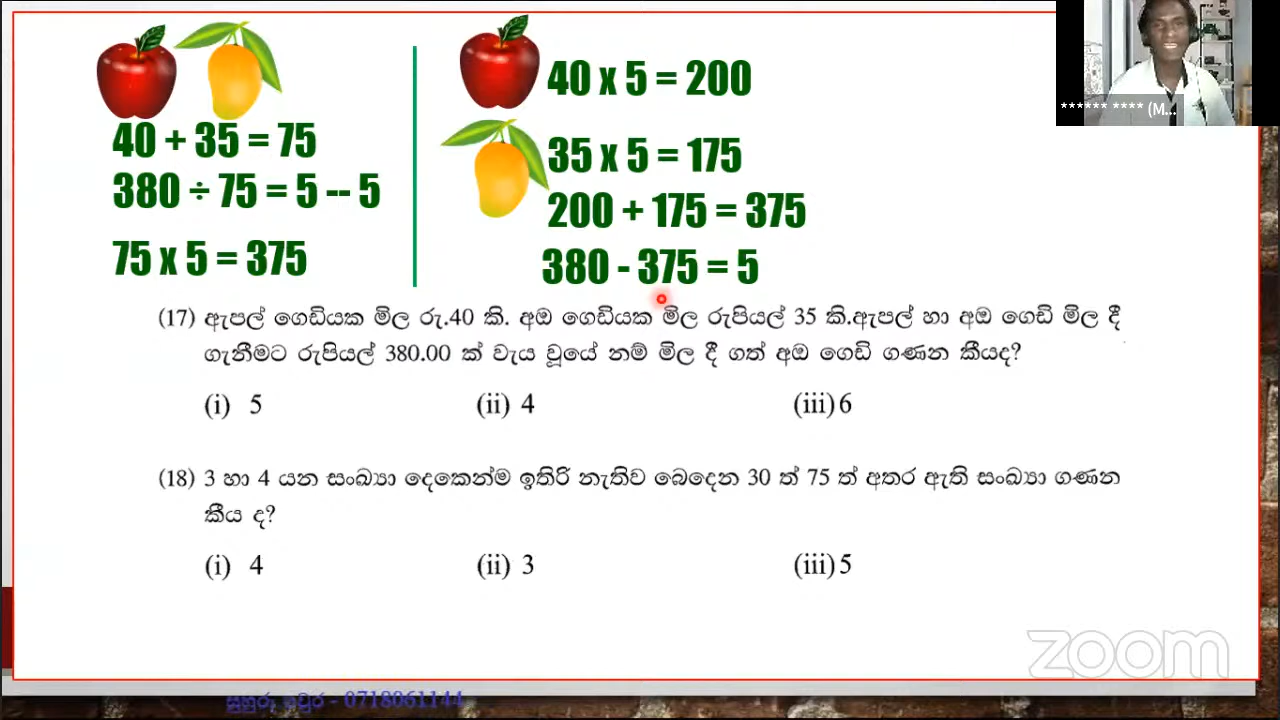 40 + 35 = 75
380 ÷ 75 = 5 -- 5
75 x 5 = 375
40 x 5 = 200
35 x 5 = 175
200 + 175 = 375
380 - 375 = 5
****** **** (M...
(17) ඇපල් ගෙඩියක මිල රු.40 කි. අඹ ගෙඩියක මිල රුපියල් 35 කි.ඇපල් හා අඹ ගෙඩි මිල දී
ගැනීමට රුපියල් 380.00 ක් වැය වූයේ නම් මිල දී ගත් අඹ ගෙඩි ගණන කීයද?
(i) 5 (ii) 4 (iii) 6
(18) 3 හා 4 යන සංඛ්‍යා දෙකෙන්ම ඉතිරි නැතිව බෙදෙන 30 ත් 75 ත් අතර ඇති සංඛ්‍යා ගණන
කීය ද?
(i) 4 (ii) 3 (iii) 5
zoom
- 0718061144